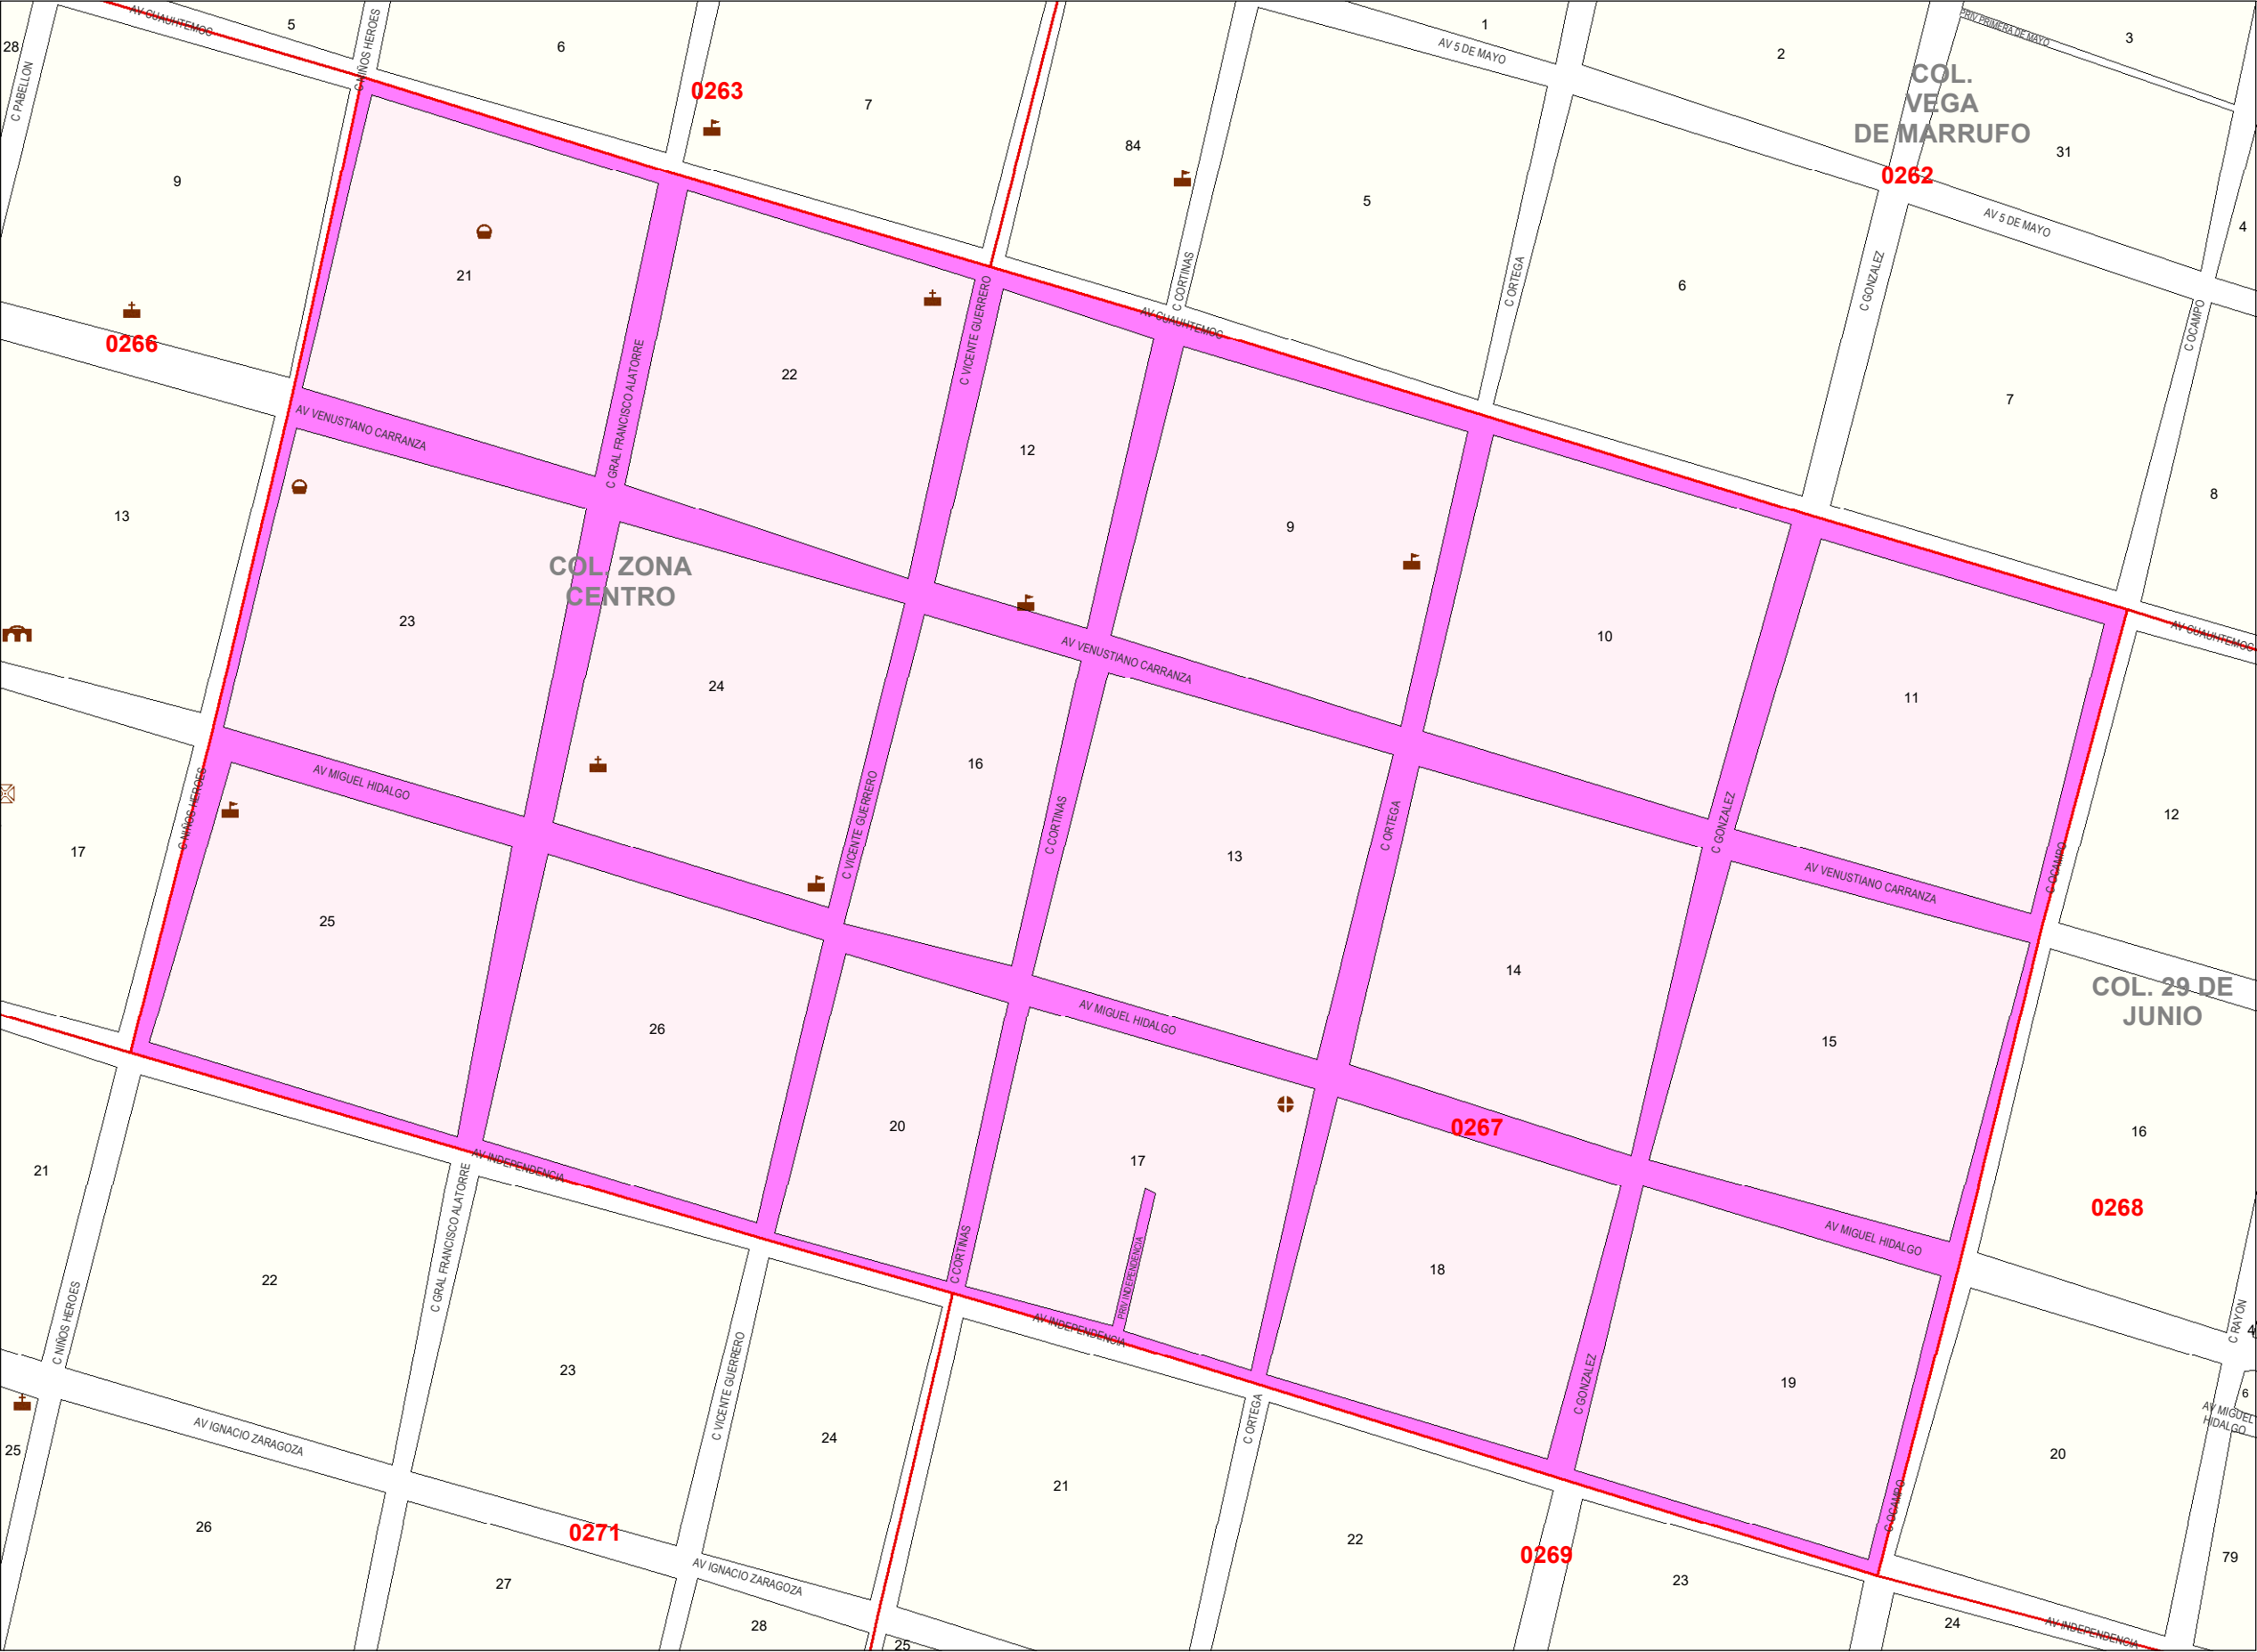 AV CUAUHTEMOC
5
C NIÑOS HEROES
6
0263
7
1
AV 5 DE MAYO
2
PRIV PRIMERA DE MAYO
3
28
C PABELLON
COL.
VEGA
DE MARRUFO
84
31
0262
9
5
AV 5 DE MAYO
4
21
C CORTINAS
C ORTEGA
6
C GONZALEZ
C OCAMPO
0266
22
C VICENTE GUERRERO
AV CUAUHTEMOC
7
C GRAL FRANCISCO ALATORRE
AV VENUSTIANO CARRANZA
12
8
13
9
COL. ZONA
CENTRO
23
10
AV CUAUHTEMOC
24
AV VENUSTIANO CARRANZA
11
AV MIGUEL HIDALGO
16
C NIÑOS HEROES
C VICENTE GUERRERO
C CORTINAS
C ORTEGA
C GONZALEZ
12
17
13
C OCAMPO
AV VENUSTIANO CARRANZA
25
14
COL. 29 DE
JUNIO
26
AV MIGUEL HIDALGO
15
20
0267
16
21
17
AV INDEPENDENCIA
0268
C GRAL FRANCISCO ALATORRE
C CORTINAS
PRIV INDEPENDENCIA
AV MIGUEL HIDALGO
22
18
C NIÑOS HEROES
AV INDEPENDENCIA
C RAYON
4
23
C VICENTE GUERRERO
C GONZALEZ
19
6
AV MIGUEL
HIDALGO
AV IGNACIO ZARAGOZA
24
C ORTEGA
25
20
21
C OCAMPO
26
0271
22
0269
79
27
AV IGNACIO ZARAGOZA
23
28
25
24
AV INDEPENDENCIA